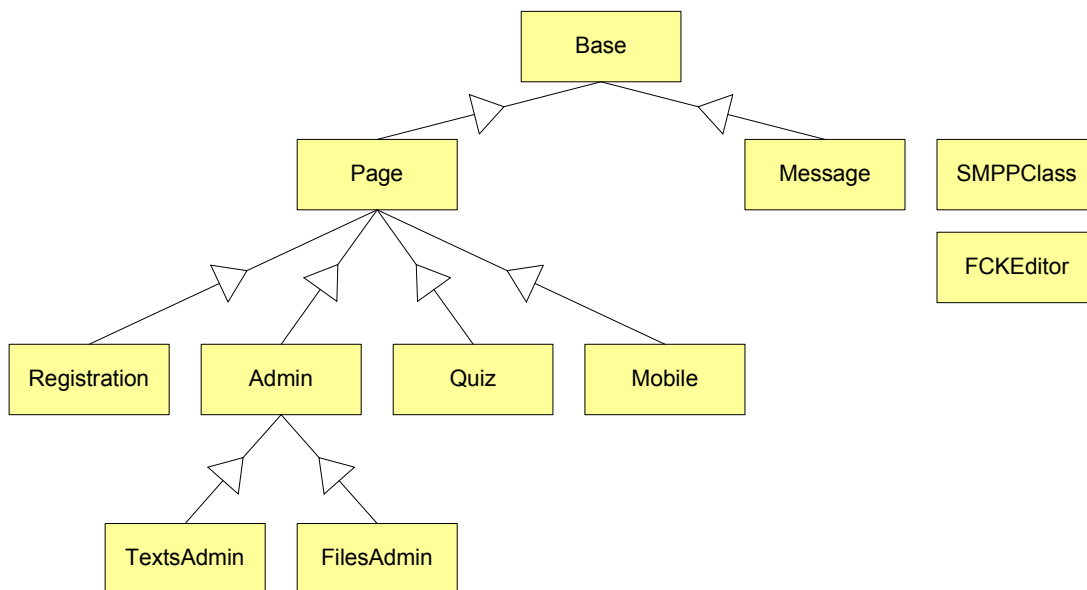 Base
Page
Message
SMPPClass
FCKEditor
Registration
Admin
Quiz
Mobile
TextsAdmin
FilesAdmin